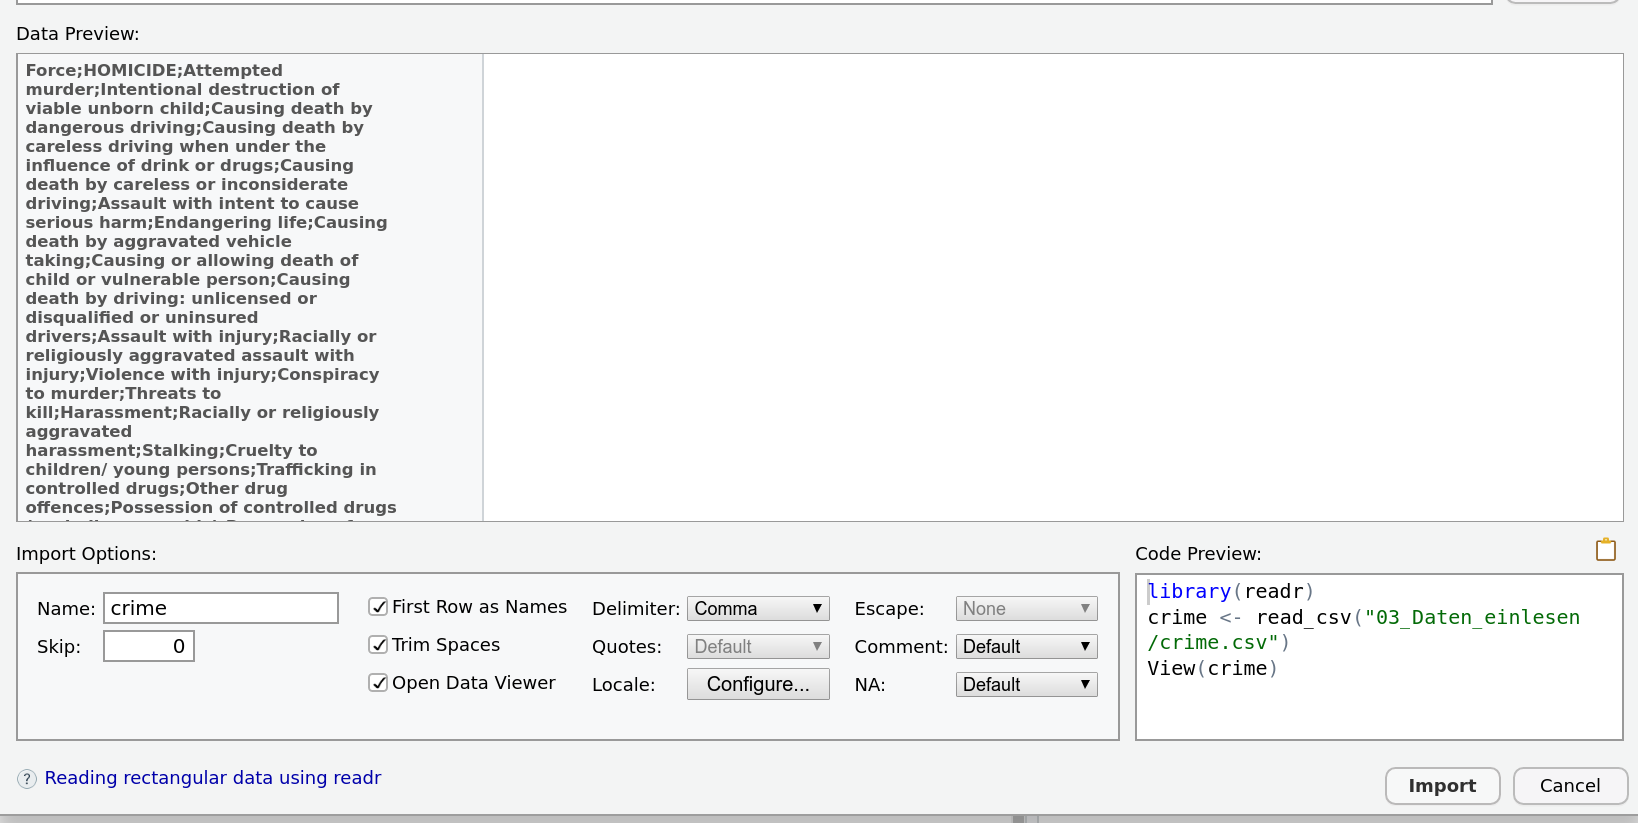 Data Preview:
Force;HOMICIDE;Attempted
murder;Intentional destruction of
viable unborn child;Causing death by
dangerous driving;Causing death by
careless driving when under the
influence of drink or drugs;Causing
death by careless or inconsiderate
driving;Assault with intent to cause
serious harm;Endangering life;Causing
death by aggravated vehicle
taking;Causing or allowing death of
child or vulnerable person;Causing
death by driving: unlicensed or
disqualified or uninsured
drivers;Assault with injury;Racially or
religiously aggravated assault with
injury;Violence with injury;Conspiracy
to murder;Threats to
kill;Harassment;Racially or religiously
aggravated
harassment;Stalking;Cruelty to
children/ young persons;Trafficking in
controlled drugs;Other drug
offences;Possession of controlled drugs
Import Options:
Name: crime
Skip: 0
First Row as Names
Trim Spaces
Open Data Viewer
Delimiter: Comma
Quotes: Default
Locale: Configure...
Escape: None
Comment: Default
NA: Default
Code Preview:
library(readr)
crime <- read_csv("03_Daten_einlesen
/crime.csv")
View(crime)
? Reading rectangular data using readr
Import Cancel